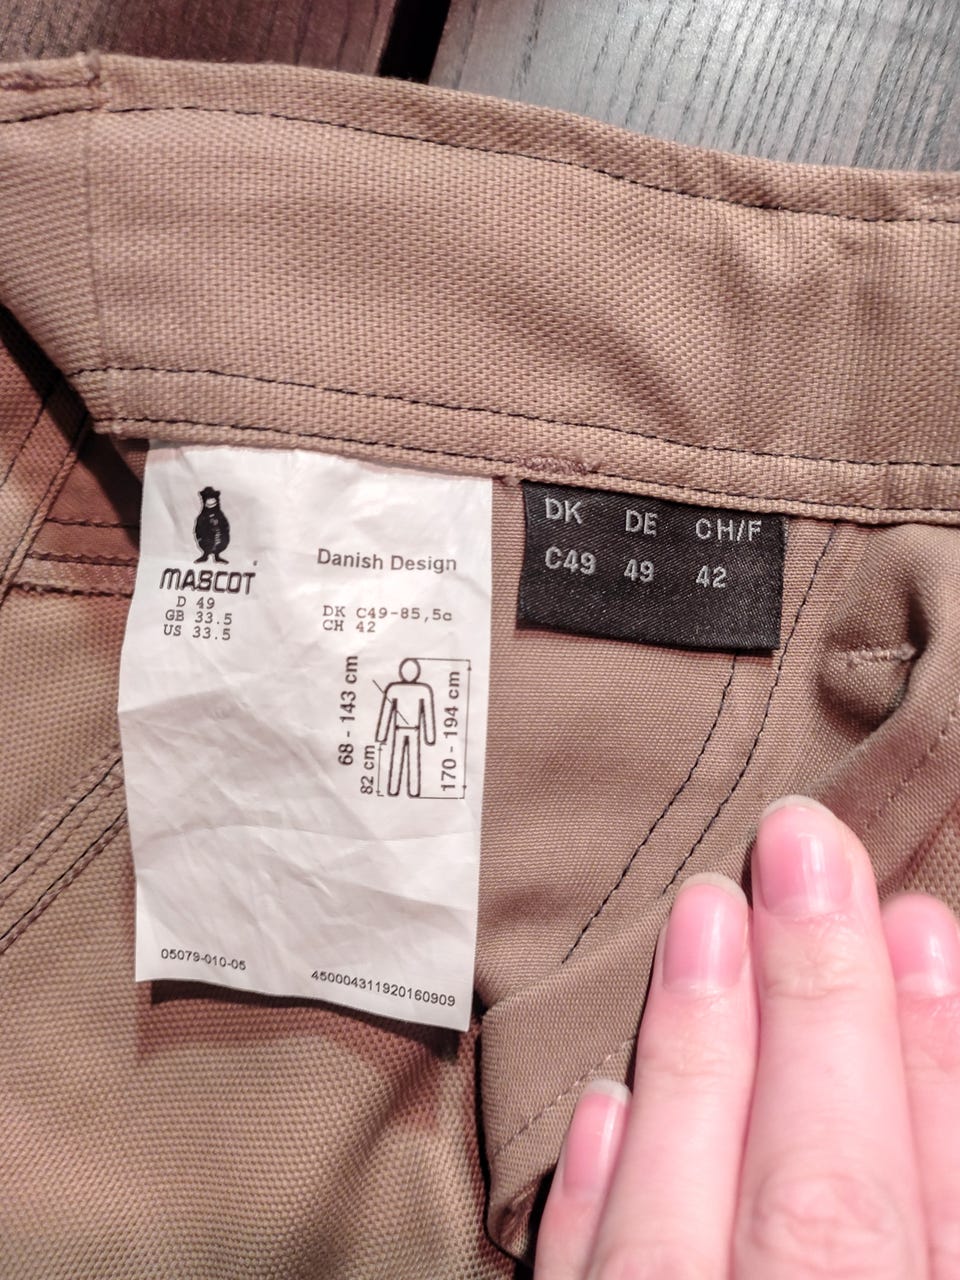 MASCOT
D 49
GB 33.5
US 33.5
Danish Design
DK C49-85,5c
CH 42
68 - 143 cm
82 cm
170 - 194 cm
05079-010-05
450004311920160909
DK DE CH/F
C49 49 42